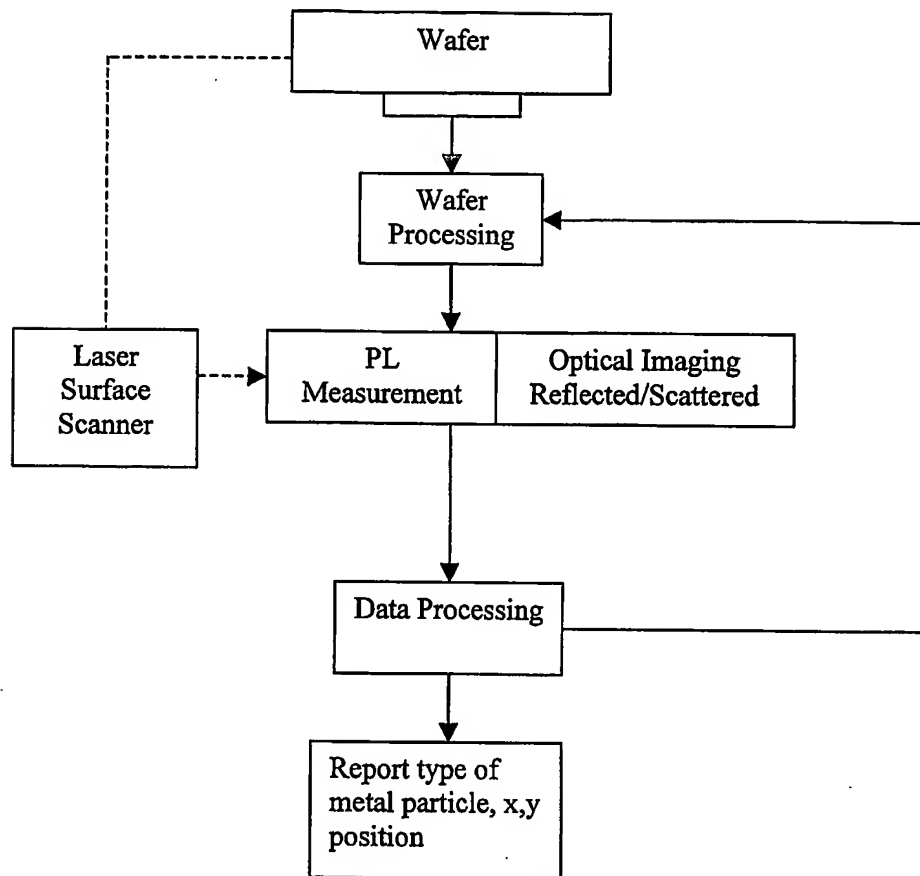 Wafer
Wafer
Processing
Laser
Surface
Scanner
PL
Measurement
Optical Imaging
Reflected/Scattered
Data Processing
Report type of
metal particle, x,y
position